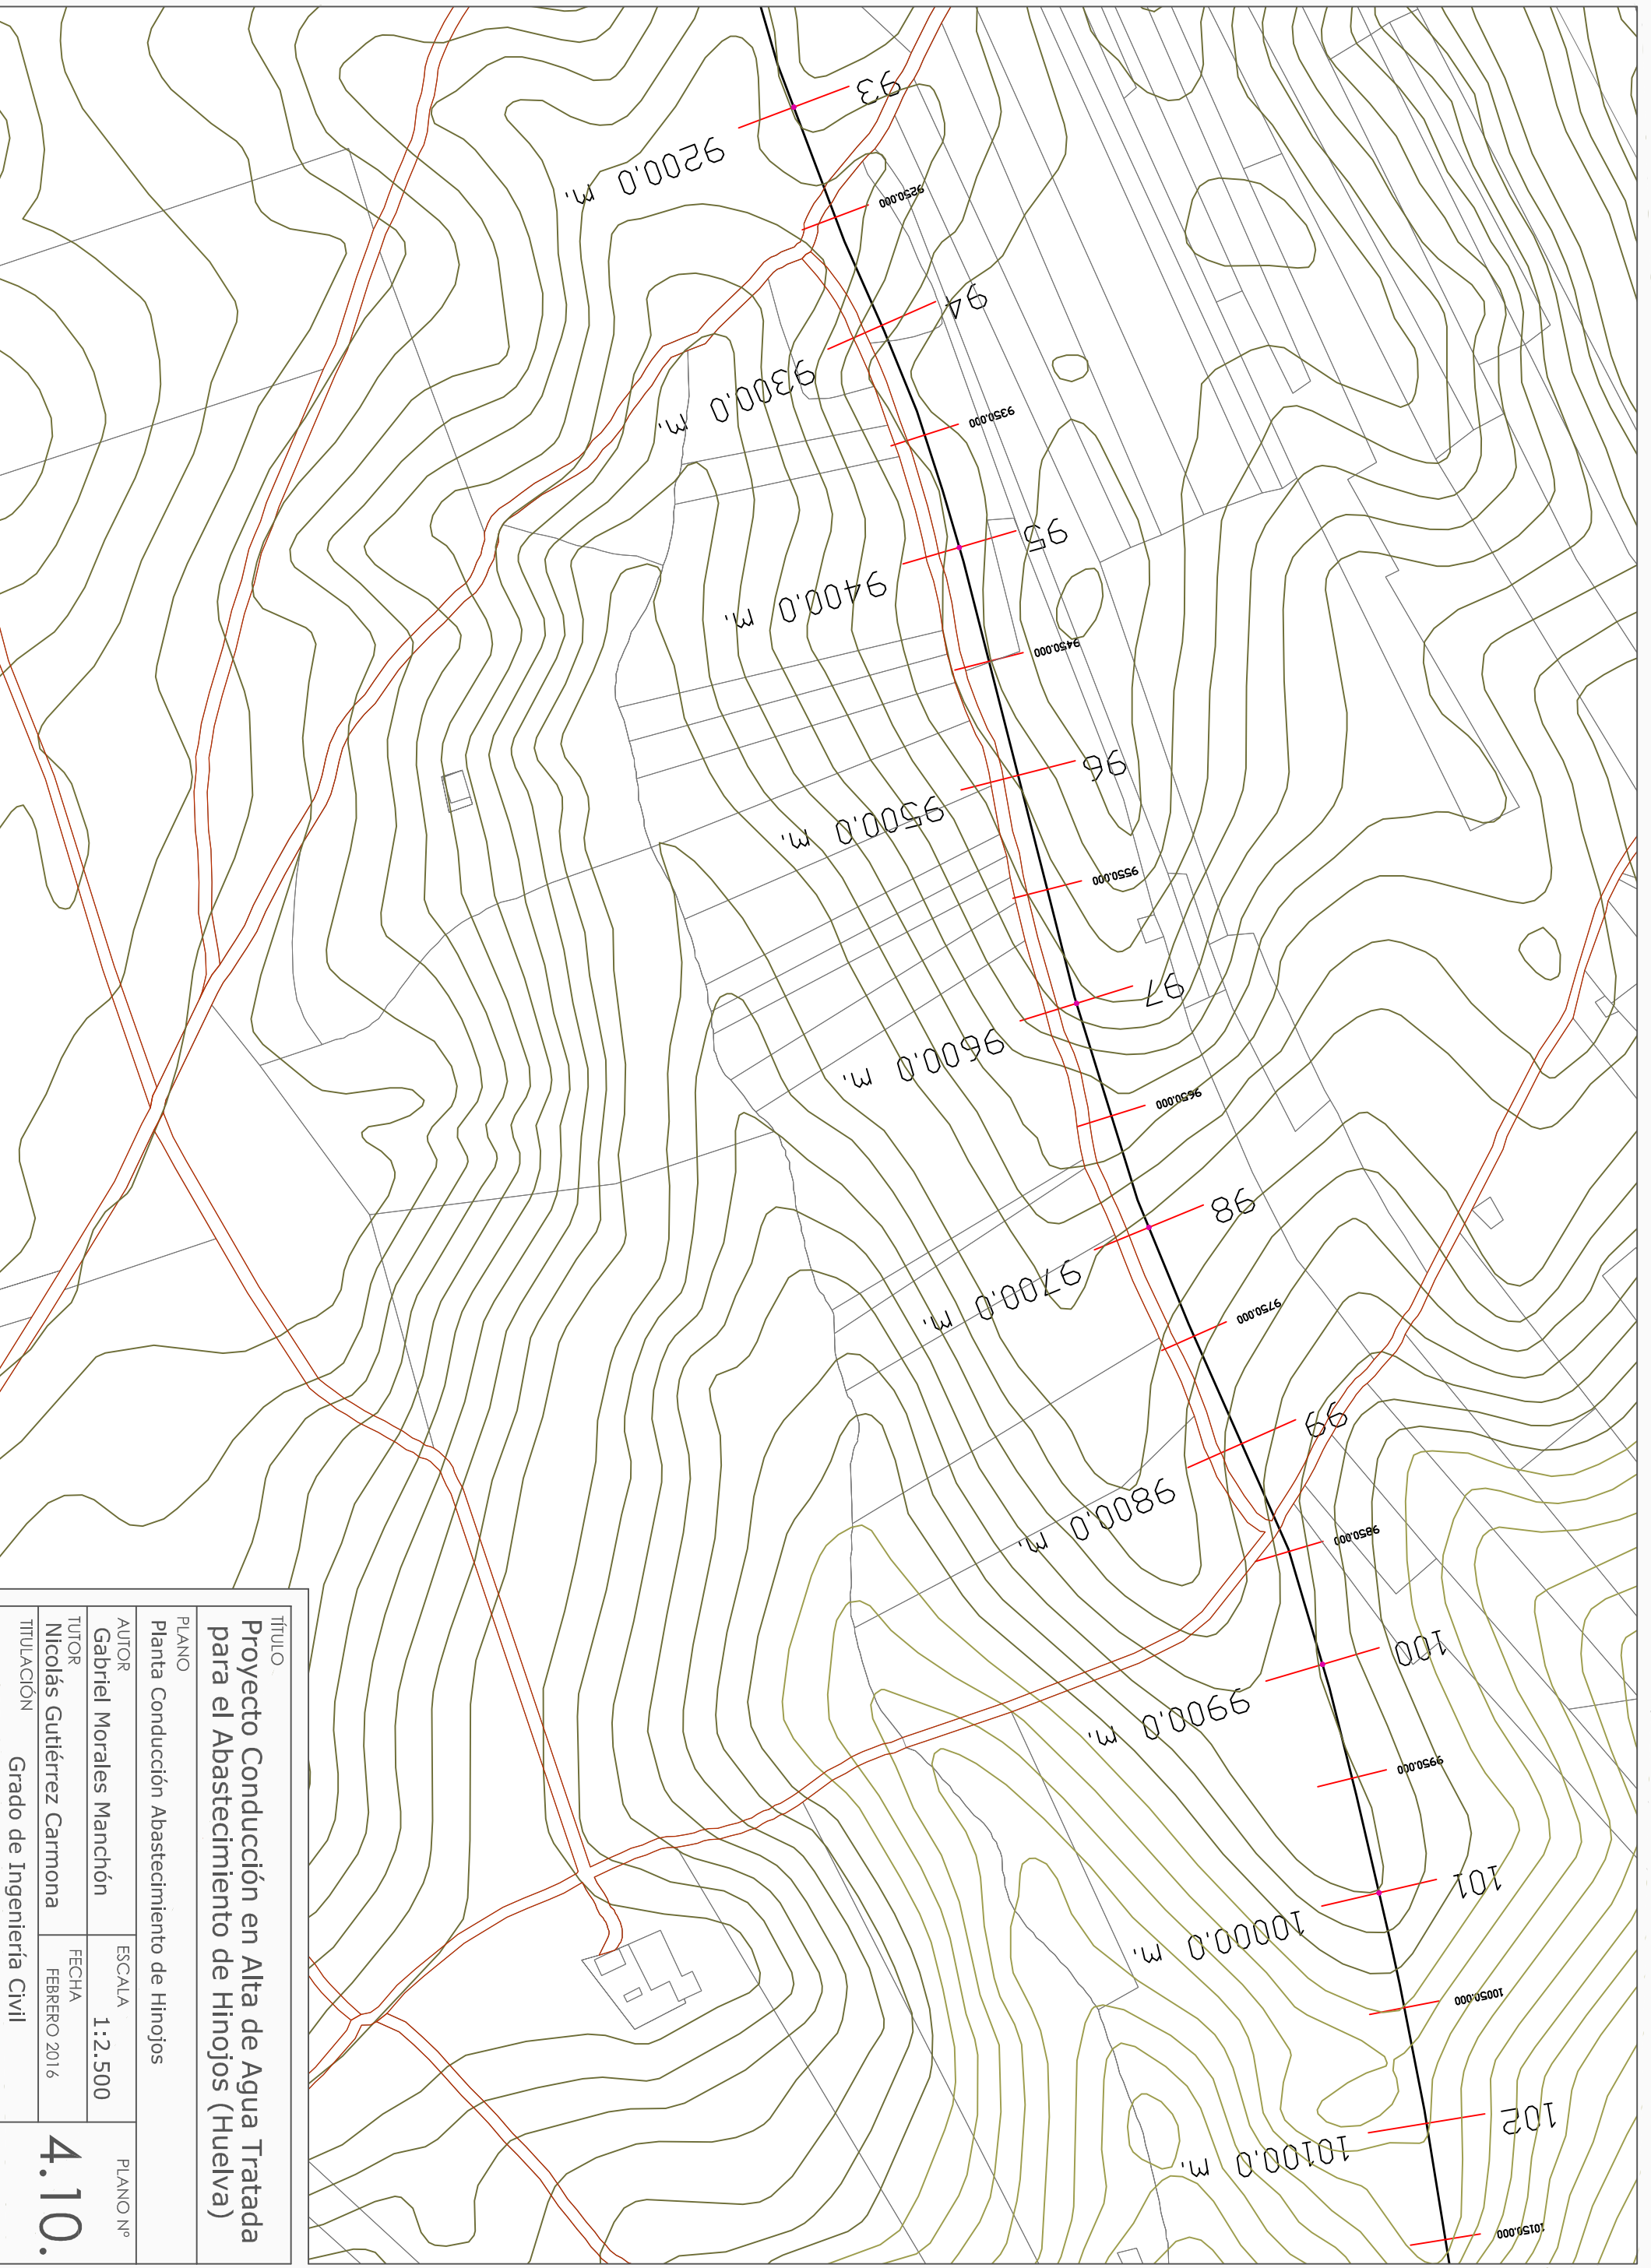 93
9200.0 m.
9250.000
94
9300.0 m.
9350.000
95
9400.0 m.
9450.000
96
9500.0 m.
9550.000
97
9600.0 m.
9650.000
98
9700.0 m.
9750.000
99
9800.0 m.
9850.000
100
9900.0 m.
9950.000
101
10000.0 m.
10050.000
102
10100.0 m.
10150.000
TÍTULO
Proyecto Conducción en Alta de Agua Tratada
para el Abastecimiento de Hinojos (Huelva)
PLANO
Planta Conducción Abastecimiento de Hinojos
AUTOR
Gabriel Morales Manchón
ESCALA
1:2.500
PLANO Nº
4.10.
TUTOR
Nicolás Gutiérrez Carmona
FECHA
FEBRERO 2016
TITULACIÓN
Grado de Ingeniería Civil